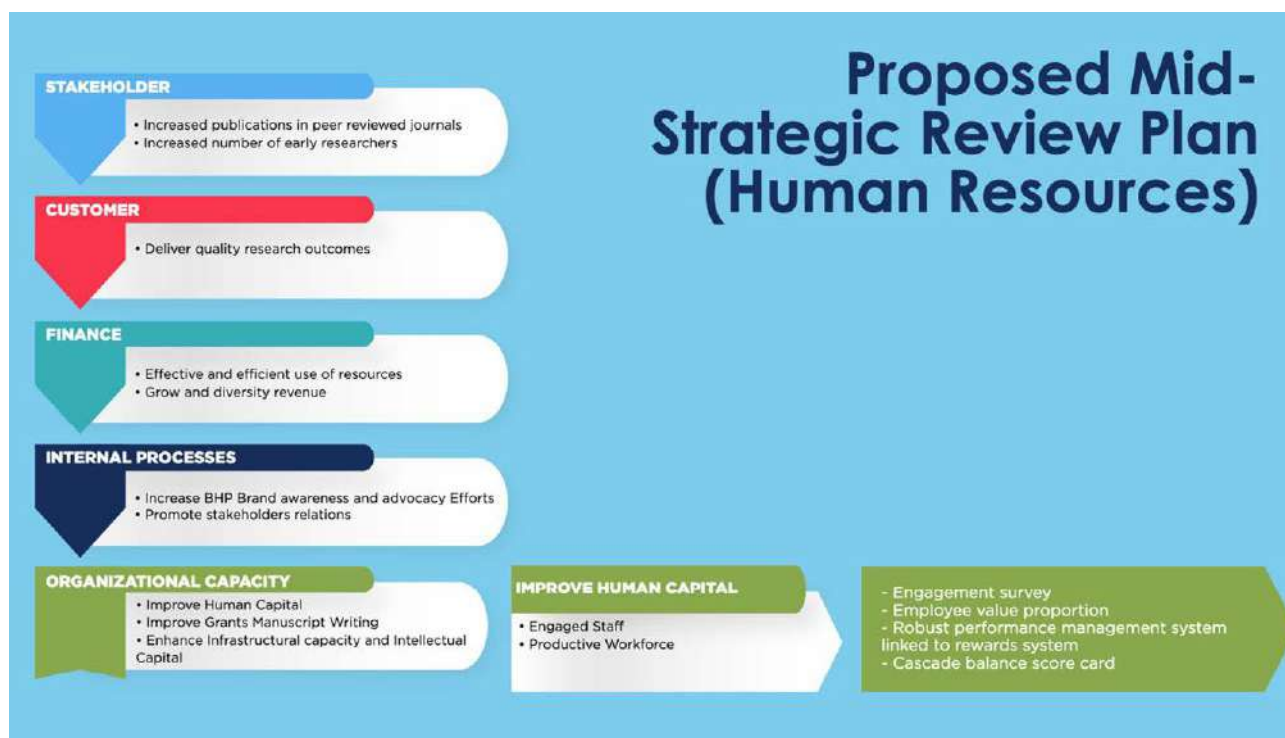 Proposed Mid-
Strategic Review Plan
(Human Resources)
STAKEHOLDER
• Increased publications in peer reviewed journals
• Increased number of early researchers
CUSTOMER
• Deliver quality research outcomes
FINANCE
• Effective and efficient use of resources
• Grow and diversity revenue
INTERNAL PROCESSES
• Increase BHP Brand awareness and advocacy Efforts
• Promote stakeholders relations
ORGANIZATIONAL CAPACITY
• Improve Human Capital
• Improve Grants Manuscript Writing
• Enhance Infrastructural capacity and Intellectual
Capital
IMPROVE HUMAN CAPITAL
• Engaged Staff
• Productive Workforce
- Engagement survey
- Employee value proportion
- Robust performance management system
linked to rewards system
- Cascade balance score card